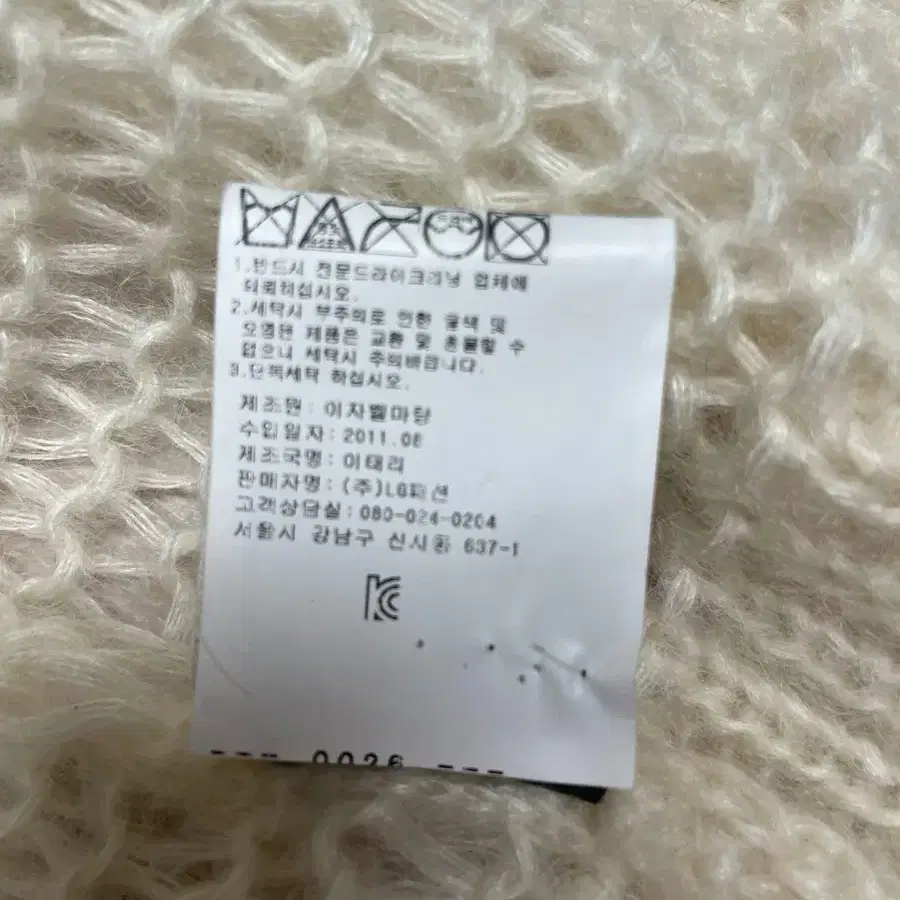 1.반드시 전문드라이크리닝 업체에
의뢰하십시오.
2.세탁시 부주의로 인한 탈색 및
오염된 제품은 교환 및 환불할 수
없으니 세탁시 주의바랍니다.
3.단독세탁 하십시오.
제조원: 이자벨마랑
수입일자: 2011.08
제조국명: 이태리
판매자명: (주)LG패션
고객상담실: 080-024-0204
서울시 강남구 신사동 637-1
KC
0026